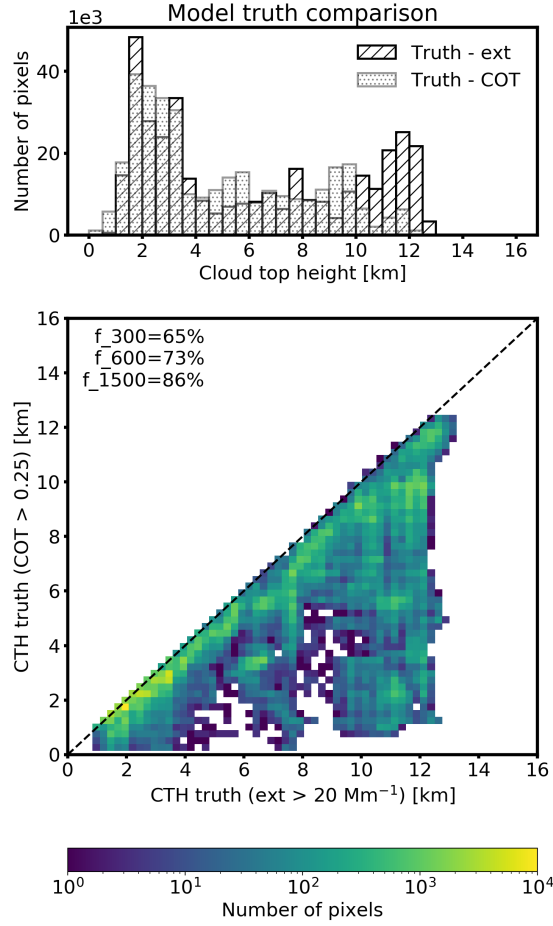 Model truth comparison
1e3
Number of pixels
40
20
0
Truth - ext
Truth - COT
0 2 4 6 8 10 12 14 16
Cloud top height [km]
f_300=65%
f_600=73%
f_1500=86%
CTH truth (COT > 0.25) [km]
16
14
12
10
8
6
4
2
0
0 2 4 6 8 10 12 14 16
CTH truth (ext > 20 Mm⁻¹) [km]
10⁰ 10¹ 10² 10³ 10⁴
Number of pixels